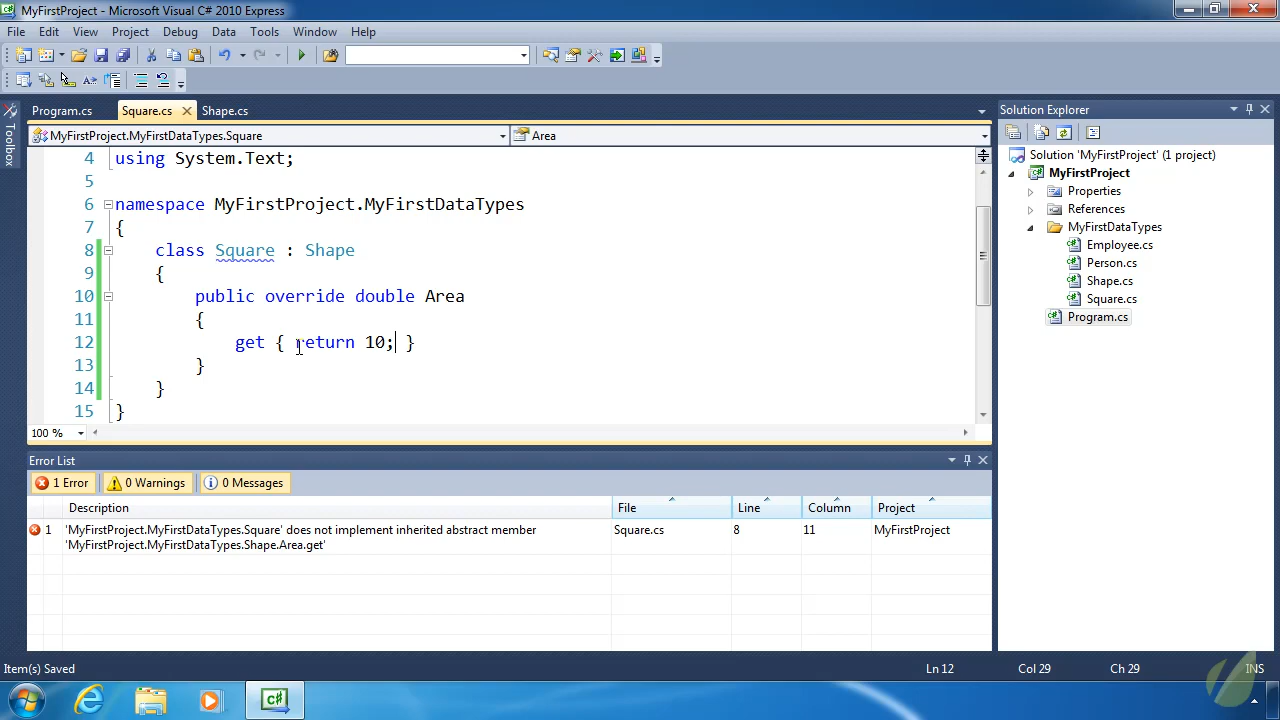 MyFirstProject - Microsoft Visual C# 2010 Express
File Edit View Project Debug Data Tools Window Help
Program.cs Square.cs Shape.cs
MyFirstProject.MyFirstDataTypes.Square Area
Toolbox
4 using System.Text;
5
6 namespace MyFirstProject.MyFirstDataTypes
7 {
8 class Square : Shape
9 {
10 public override double Area
11 {
12 get { return 10; }
13 }
14 }
15 }
100 %
Error List
1 Error 0 Warnings 0 Messages
Description File Line Column Project
1 'MyFirstProject.MyFirstDataTypes.Square' does not implement inherited abstract member Square.cs 8 11 MyFirstProject
'MyFirstProject.MyFirstDataTypes.Shape.Area.get'
Solution Explorer
Solution 'MyFirstProject' (1 project)
MyFirstProject
Properties
References
MyFirstDataTypes
Employee.cs
Person.cs
Shape.cs
Square.cs
Program.cs
Item(s) Saved Ln 12 Col 29 Ch 29 INS
C#